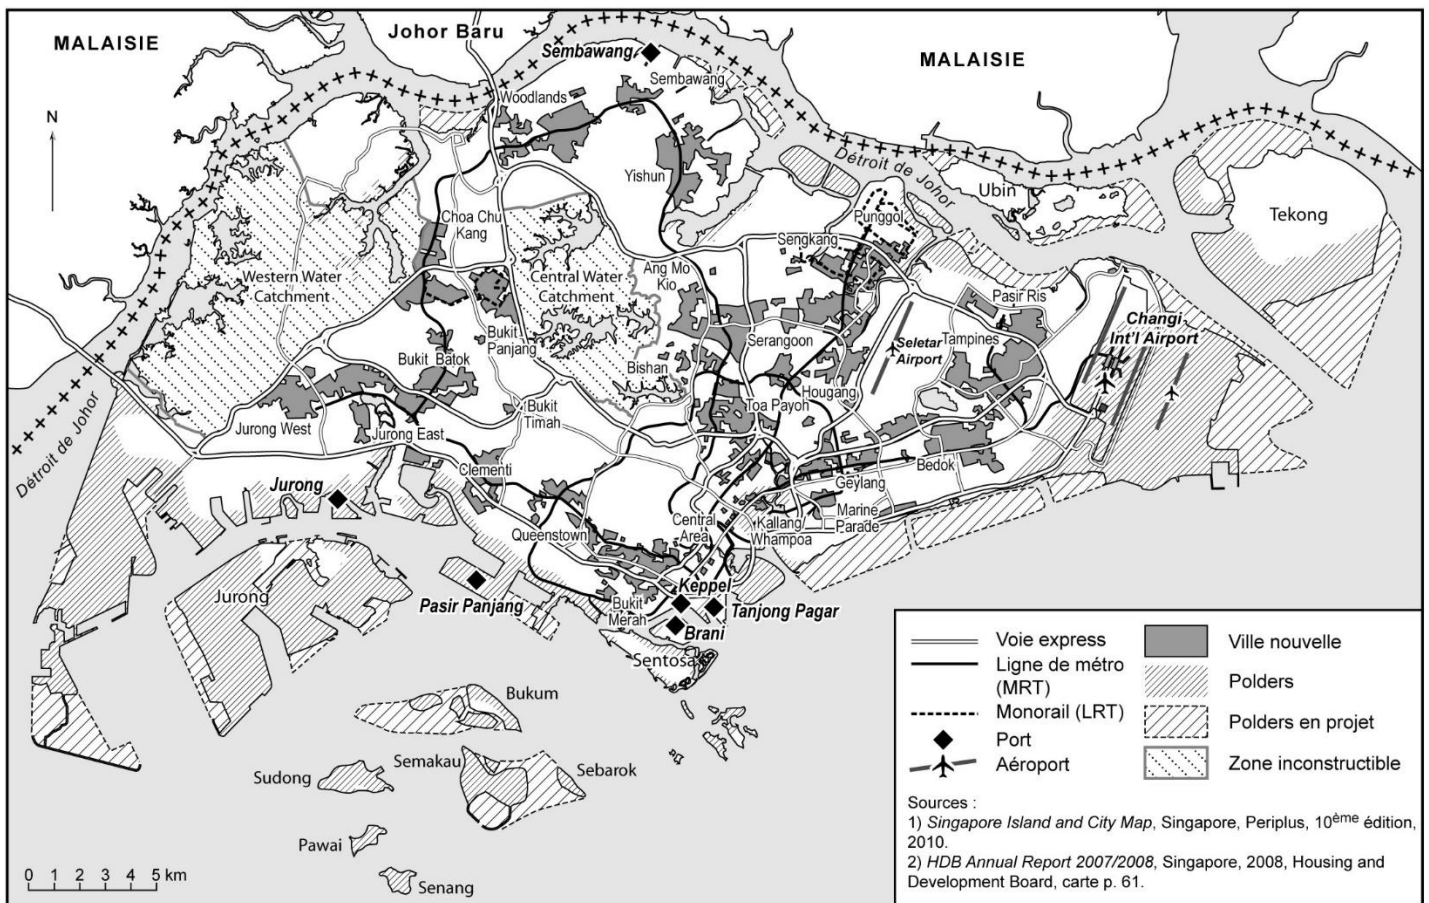 MALAISIE
Johor Baru
Sembawang
MALAISIE
Sembawang
Woodlands
N
Détroit de Johor
Yishun
Ubin
Tekong
Punggol
Choa Chu
Kang
Sengkang
Western Water
Catchment
Central Water
Catchment
Ang Mo
Kio
Pasir Ris
Changi
Int'l Airport
Bukit
Panjang
Serangoon
Seletar
Airport
Tampines
Bukit Batok
Bishan
Hougang
Toa Payoh
Bukit
Timah
Jurong West
Jurong East
Détroit de Johor
Clementi
Bedok
Geylang
Jurong
Marine
Parade
Central
Area
Kallang
Whampoa
Queenstown
Keppel
Jurong
Pasir Panjang
Bukit
Merah
Tanjong Pagar
Brani
Sentosa
Bukum
Semakau
Sebarok
Sudong
Pawai
Senang
0 1 2 3 4 5 km
Voie express
Ligne de métro
(MRT)
Monorail (LRT)
Port
Aéroport
Ville nouvelle
Polders
Polders en projet
Zone inconstructible
Sources :
1) Singapore Island and City Map, Singapore, Periplus, 10ème édition,
2010.
2) HDB Annual Report 2007/2008, Singapore, 2008, Housing and
Development Board, carte p. 61.